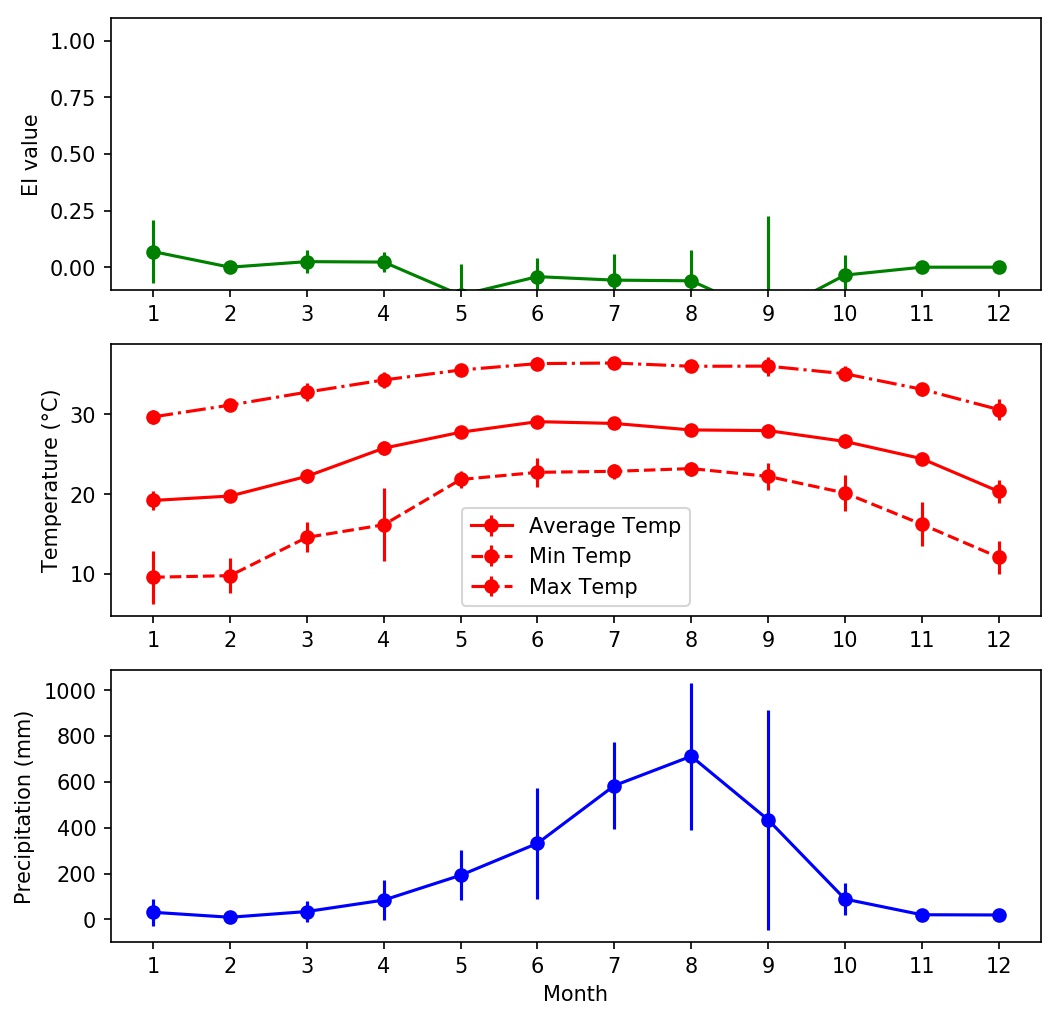 EI value
1.00
0.75
0.50
0.25
0.00
1 2 3 4 5 6 7 8 9 10 11 12
Temperature (°C)
30
20
10
Average Temp
Min Temp
Max Temp
1 2 3 4 5 6 7 8 9 10 11 12
Precipitation (mm)
1000
800
600
400
200
0
1 2 3 4 5 6 7 8 9 10 11 12
Month